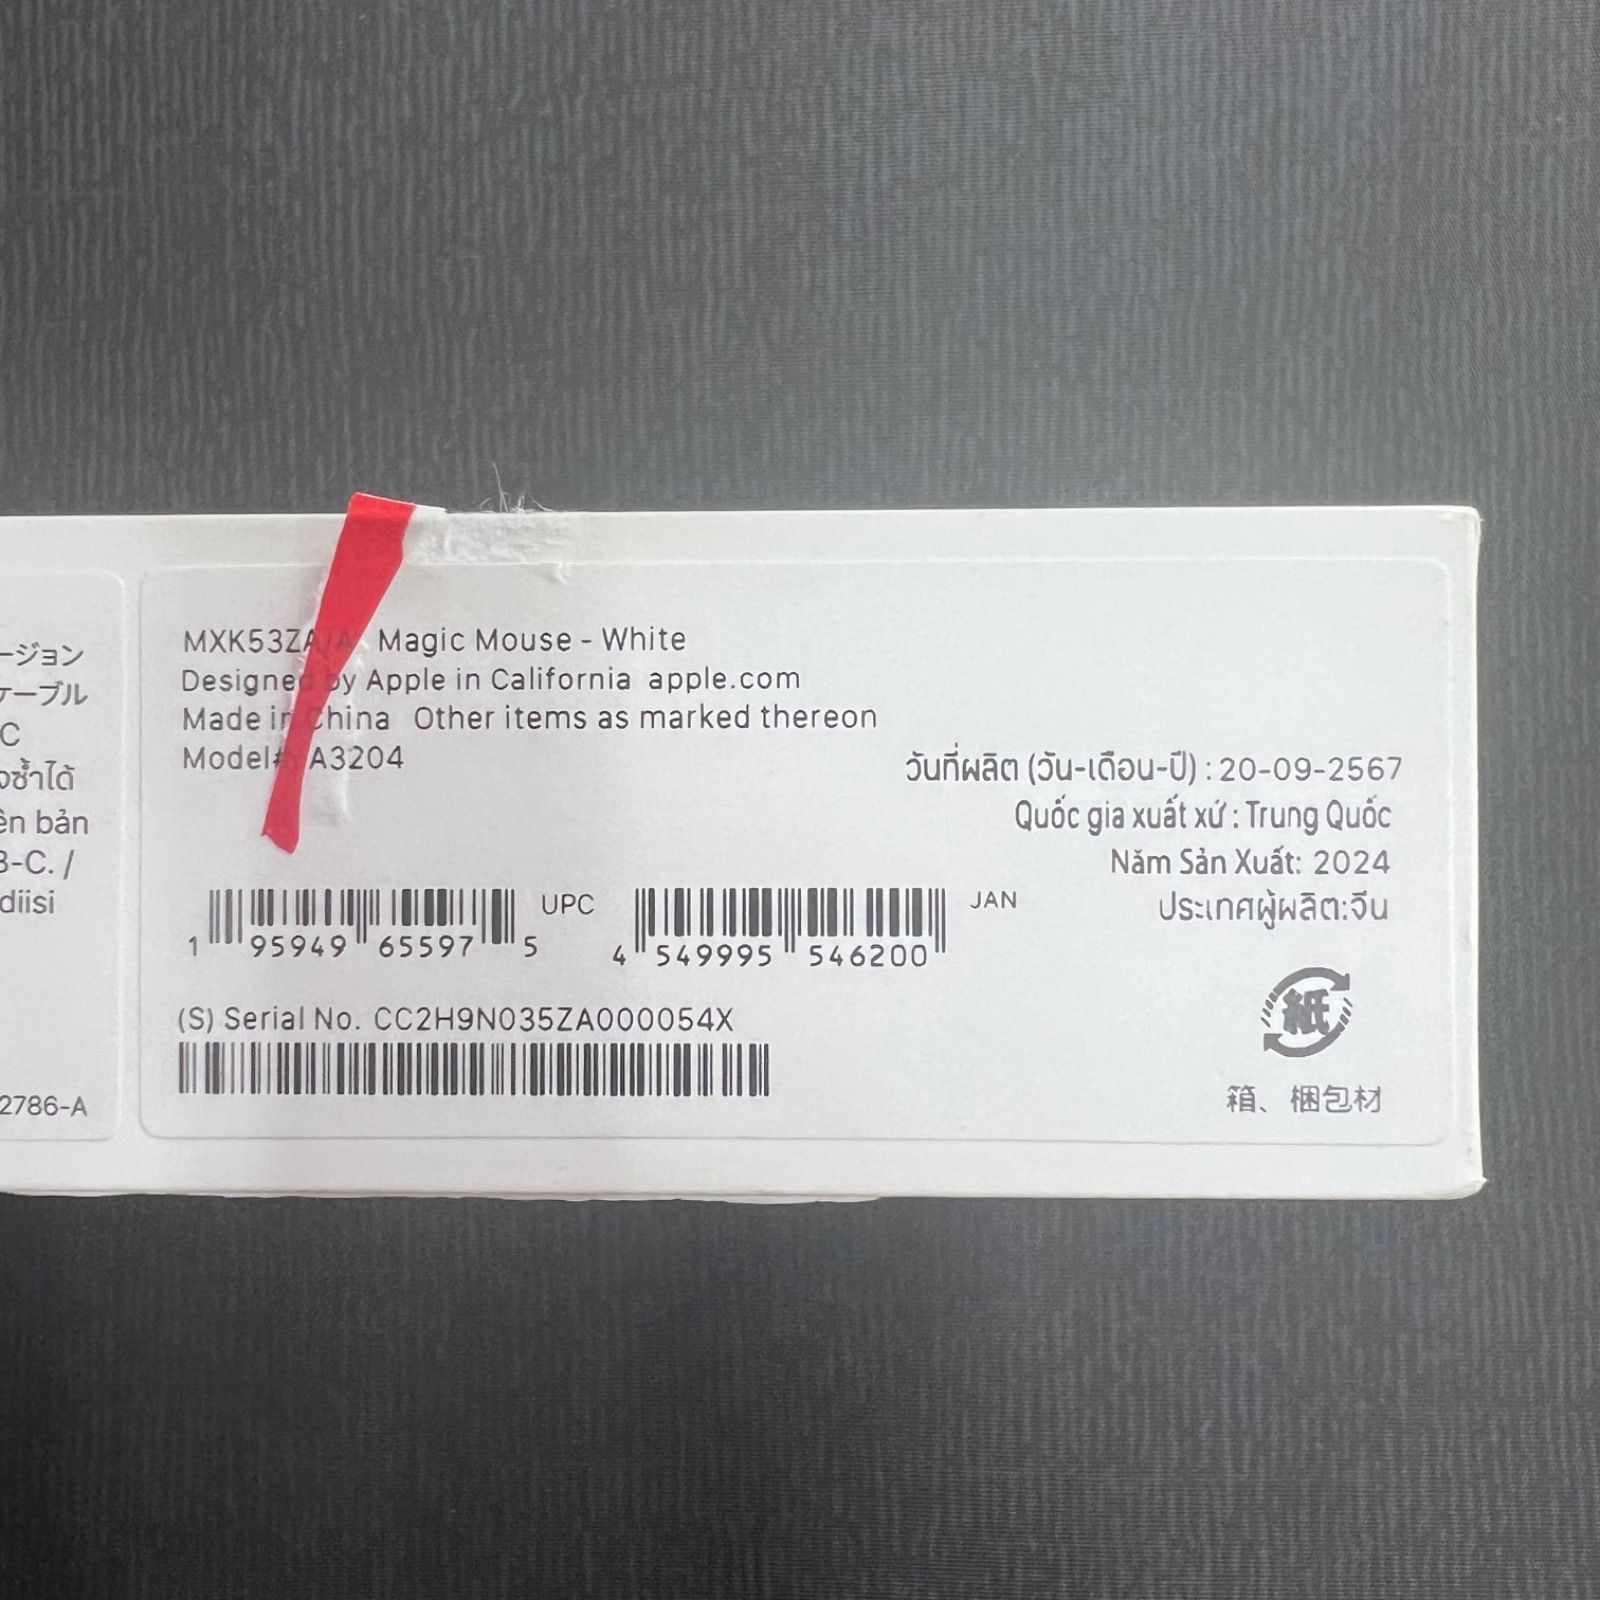 ージョン
ケーブル
C
ซ้ำได้
ên bản
B-C. /
diisi
2786-A
MXK53ZA/A Magic Mouse - White
Designed by Apple in California apple.com
Made in China Other items as marked thereon
Model# A3204
วันที่ผลิต (วัน-เดือน-ปี) : 20-09-2567
Quốc gia xuất xứ : Trung Quốc
Năm Sản Xuất: 2024
ประเทศผู้ผลิต:จีน
1 95949 65597 5 UPC
4 549995 546200 JAN
(S) Serial No. CC2H9N035ZA000054X
紙
箱、梱包材